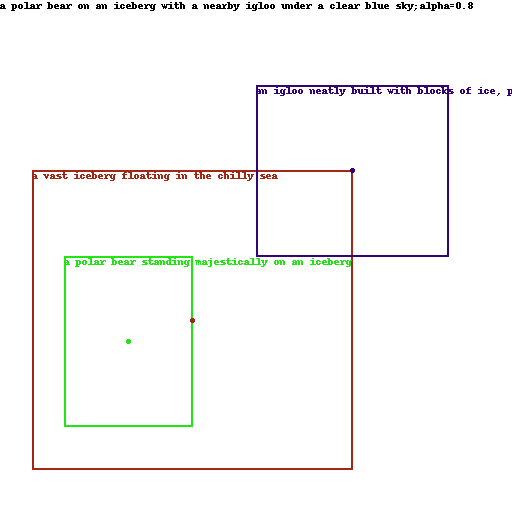 a polar bear on an iceberg with a nearby igloo under a clear blue sky;alpha=0.8
an igloo neatly built with blocks of ice, p
a vast iceberg floating in the chilly sea
a polar bear standing majestically on an iceberg